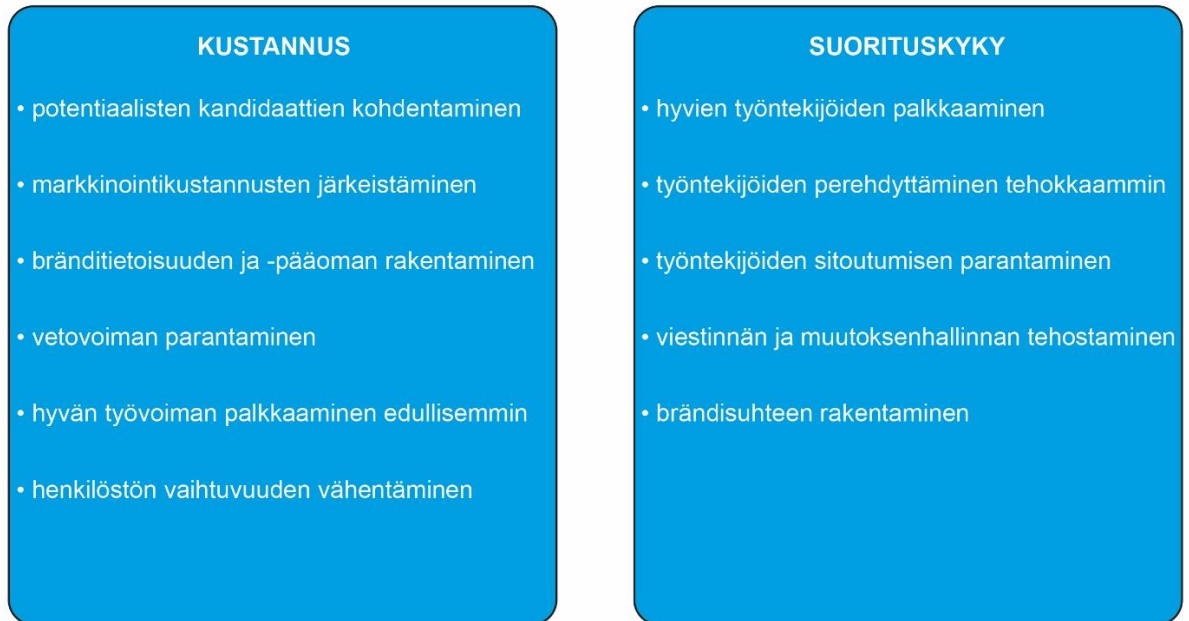 KUSTANNUS
• potentiaalisten kandidaattien kohdentaminen
• markkinointikustannusten järkeistäminen
• bränditietoisuuden ja -pääoman rakentaminen
• vetovoiman parantaminen
• hyvän työvoiman palkkaaminen edullisemmin
• henkilöstön vaihtuvuuden vähentäminen
SUORITUSKYKY
• hyvien työntekijöiden palkkaaminen
• työntekijöiden perehdyttäminen tehokkaammin
• työntekijöiden sitoutumisen parantaminen
• viestinnän ja muutoksenhallinnan tehostaminen
• brändisuhteen rakentaminen